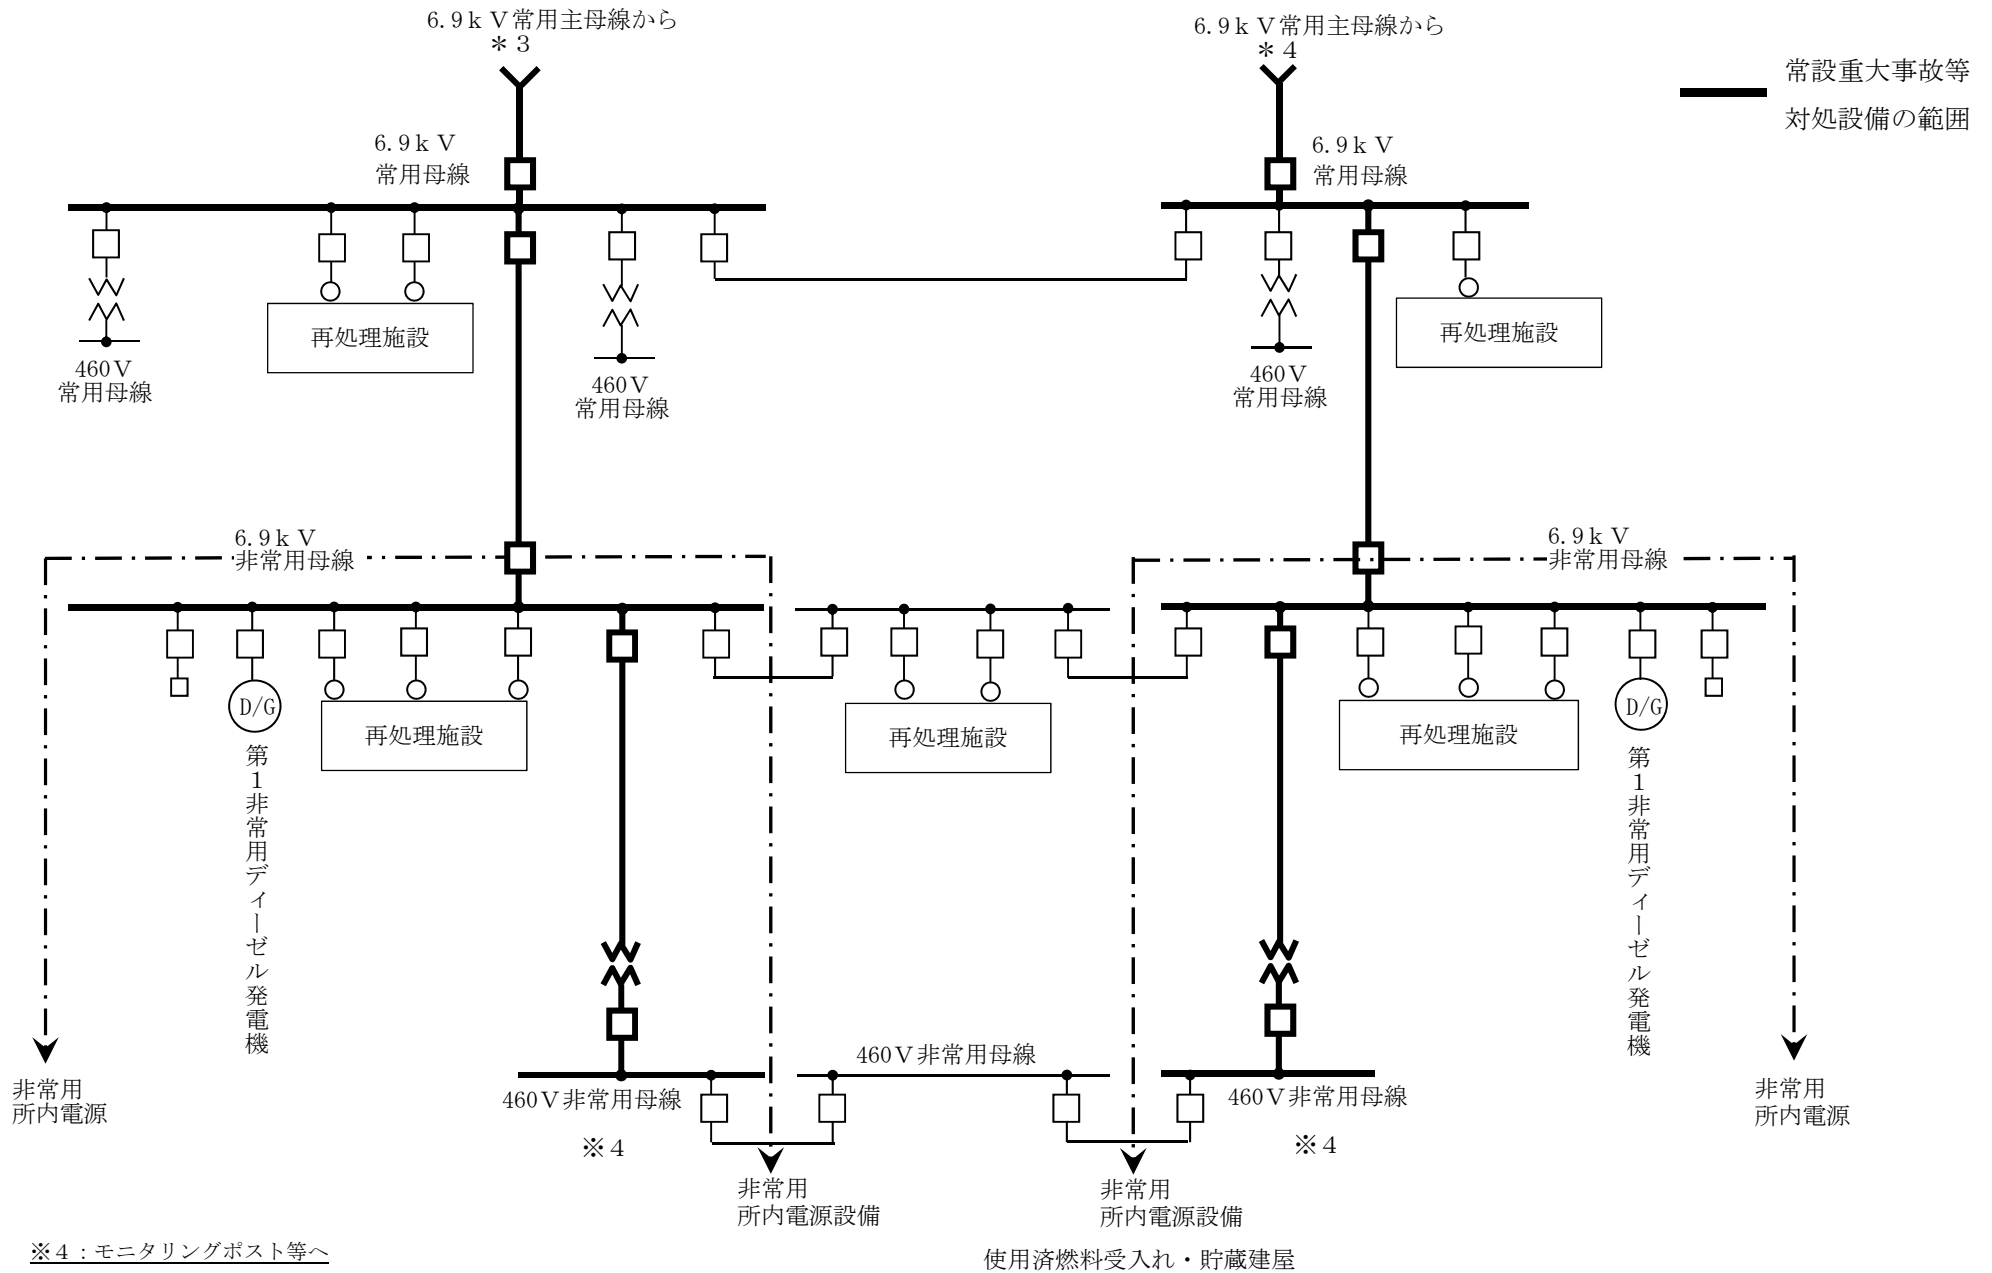 6.9ｋＶ常用主母線から
＊３
6.9ｋＶ常用主母線から
＊４
常設重大事故等
対処設備の範囲
6.9ｋＶ
常用母線
6.9ｋＶ
常用母線
再処理施設
再処理施設
460Ｖ
常用母線
460Ｖ
常用母線
460Ｖ
常用母線
6.9ｋＶ
非常用母線
6.9ｋＶ
非常用母線
D/G
D/G
再処理施設
再処理施設
再処理施設
第１非常用ディーゼル発電機
第１非常用ディーゼル発電機
460Ｖ非常用母線
非常用
所内電源
460Ｖ非常用母線
460Ｖ非常用母線
非常用
所内電源
※４
※４
非常用
所内電源設備
非常用
所内電源設備
※４：モニタリングポスト等へ
使用済燃料受入れ・貯蔵建屋